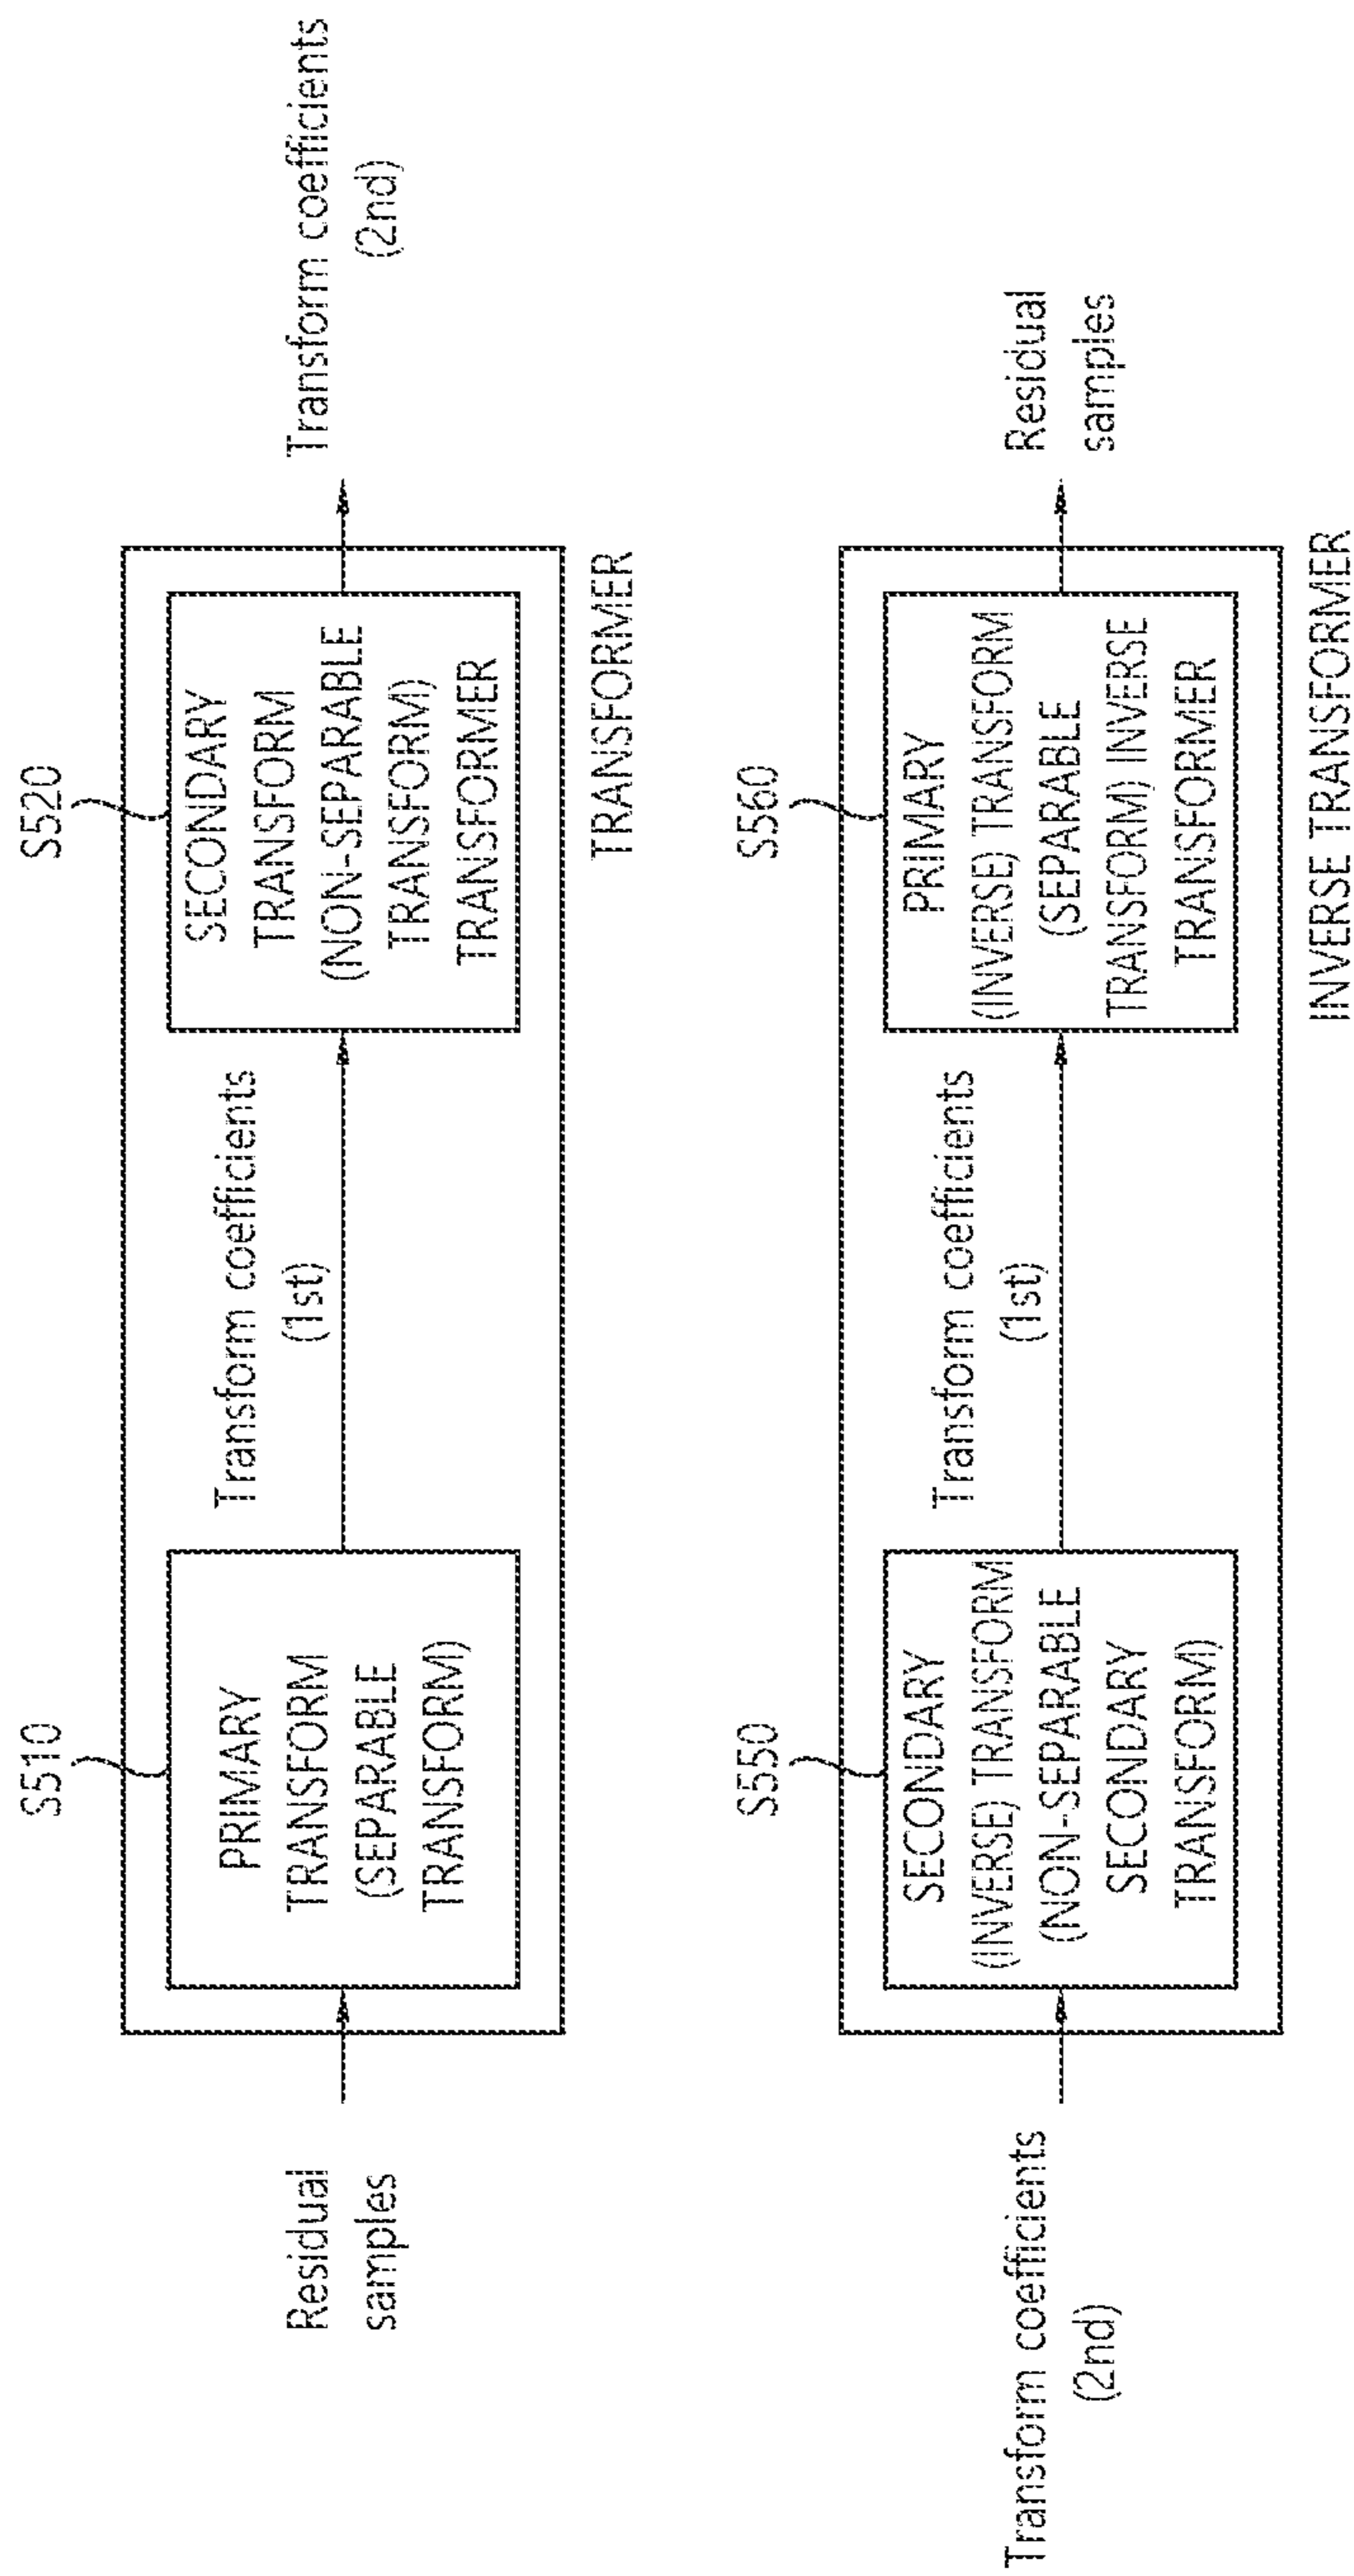 S510
S520
Residual
samples
PRIMARY
TRANSFORM
(SEPARABLE
TRANSFORM)
Transform coefficients
(1st)
SECONDARY
TRANSFORM
(NON-SEPARABLE
TRANSFORM)
TRANSFORMER
Transform coefficients
(2nd)
TRANSFORMER
S550
S560
Transform coefficients
(2nd)
SECONDARY
(INVERSE) TRANSFORM
(NON-SEPARABLE
SECONDARY
TRANSFORM)
Transform coefficients
(1st)
PRIMARY
(INVERSE) TRANSFORM
(SEPARABLE
TRANSFORM) INVERSE
TRANSFORMER
Residual
samples
INVERSE TRANSFORMER